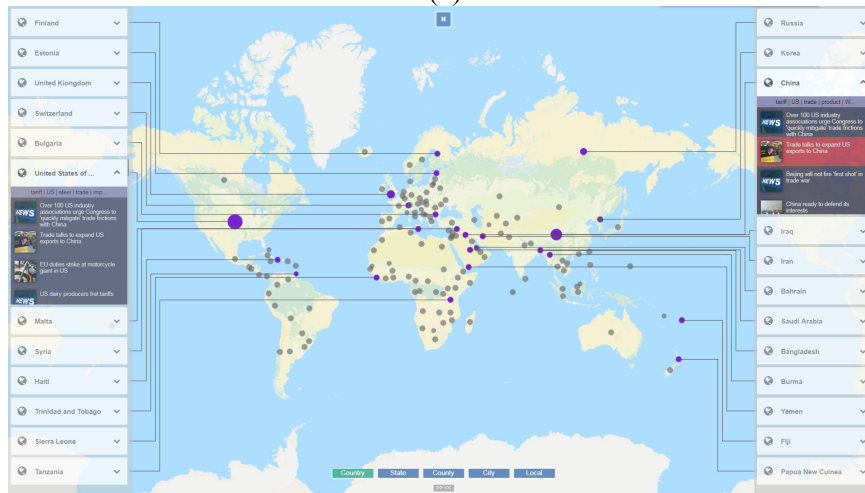 Finland
Estonia
United Kiongdom
Switzerland
Bulgaria
United States of ...
tariff | US | steel | trade | imp...
NEWS
Over 100 US industry
associations urge Congress to
'quickly mitigate' trade frictions
with China
Trade talks to expand US
exports to China
EU duties strike at motorcycle
giant in US
NEWS
US dairy producers fret tariffs
Malta
Syria
Haiti
Trinidad and Tobago
Sierra Leone
Tanzania
Country
State
County
City
Local
Russia
Korea
China
tariff | US | trade | product | W...
NEWS
Over 100 US industry
associations urge Congress to
'quickly mitigate' trade frictions
with China
Trade talks to expand US
exports to China
NEWS
Beijing will not fire 'first shot' in
trade war
China ready to defend its
interests
Iraq
Iran
Bahrain
Saudi Arabia
Bangladesh
Burma
Yemen
Fiji
Papua New Cuinea